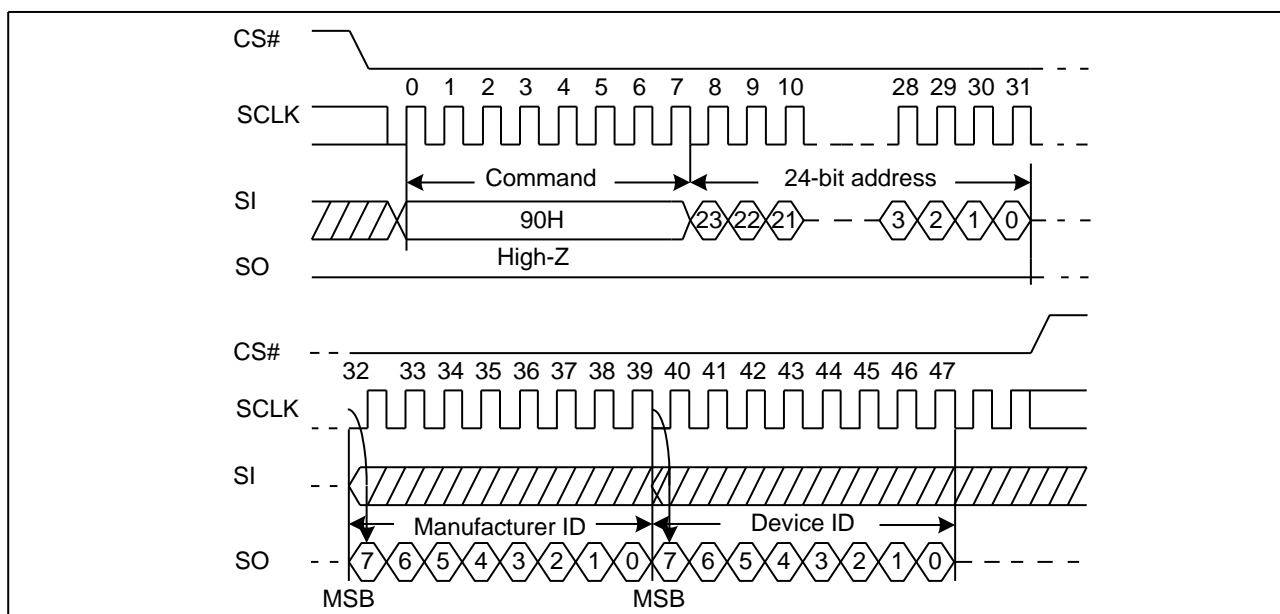 CS#
0 1 2 3 4 5 6 7 8 9 10 28 29 30 31
SCLK
Command 24-bit address
SI
90H 23 22 21 3 2 1 0
High-Z
SO
CS#
32 33 34 35 36 37 38 39 40 41 42 43 44 45 46 47
SCLK
SI
Manufacturer ID Device ID
SO 7 6 5 4 3 2 1 0 7 6 5 4 3 2 1 0
MSB MSB